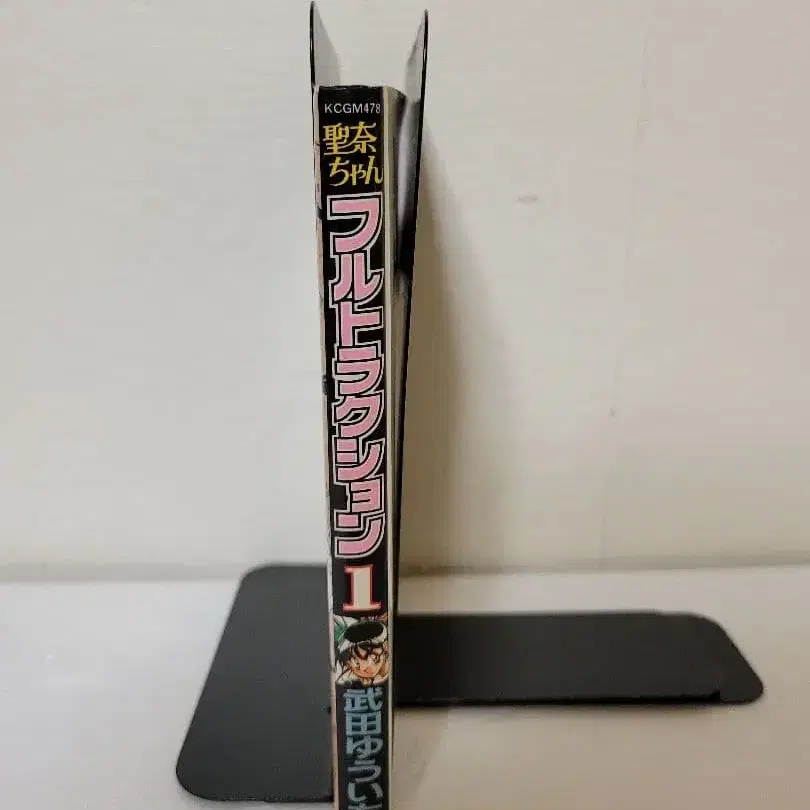 KCGM478
聖奈
ちゃん
フルトラクション
1
武田ゆうい